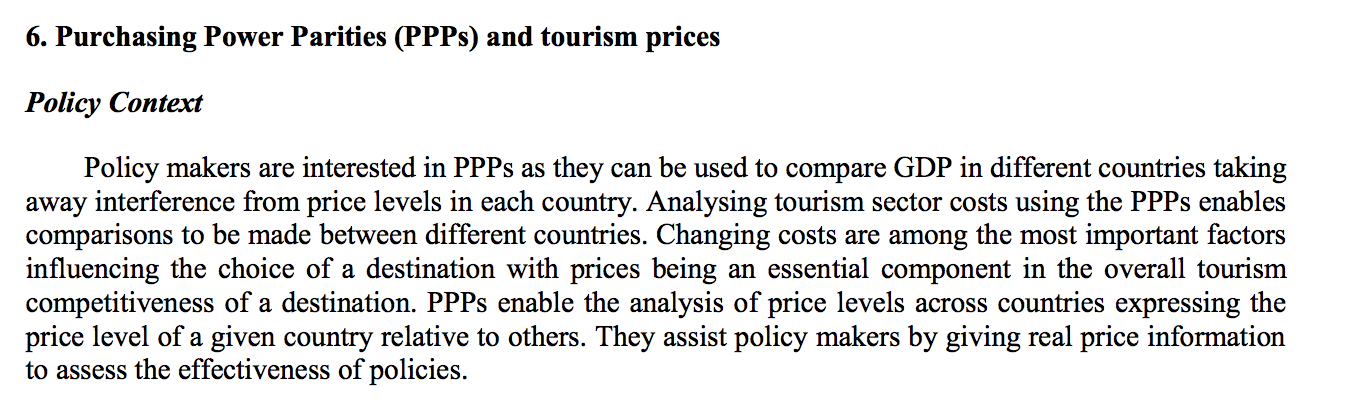 6. Purchasing Power Parities (PPPs) and tourism prices
Policy Context
Policy makers are interested in PPPs as they can be used to compare GDP in different countries taking
away interference from price levels in each country. Analysing tourism sector costs using the PPPs enables
comparisons to be made between different countries. Changing costs are among the most important factors
influencing the choice of a destination with prices being an essential component in the overall tourism
competitiveness of a destination. PPPs enable the analysis of price levels across countries expressing the
price level of a given country relative to others. They assist policy makers by giving real price information
to assess the effectiveness of policies.